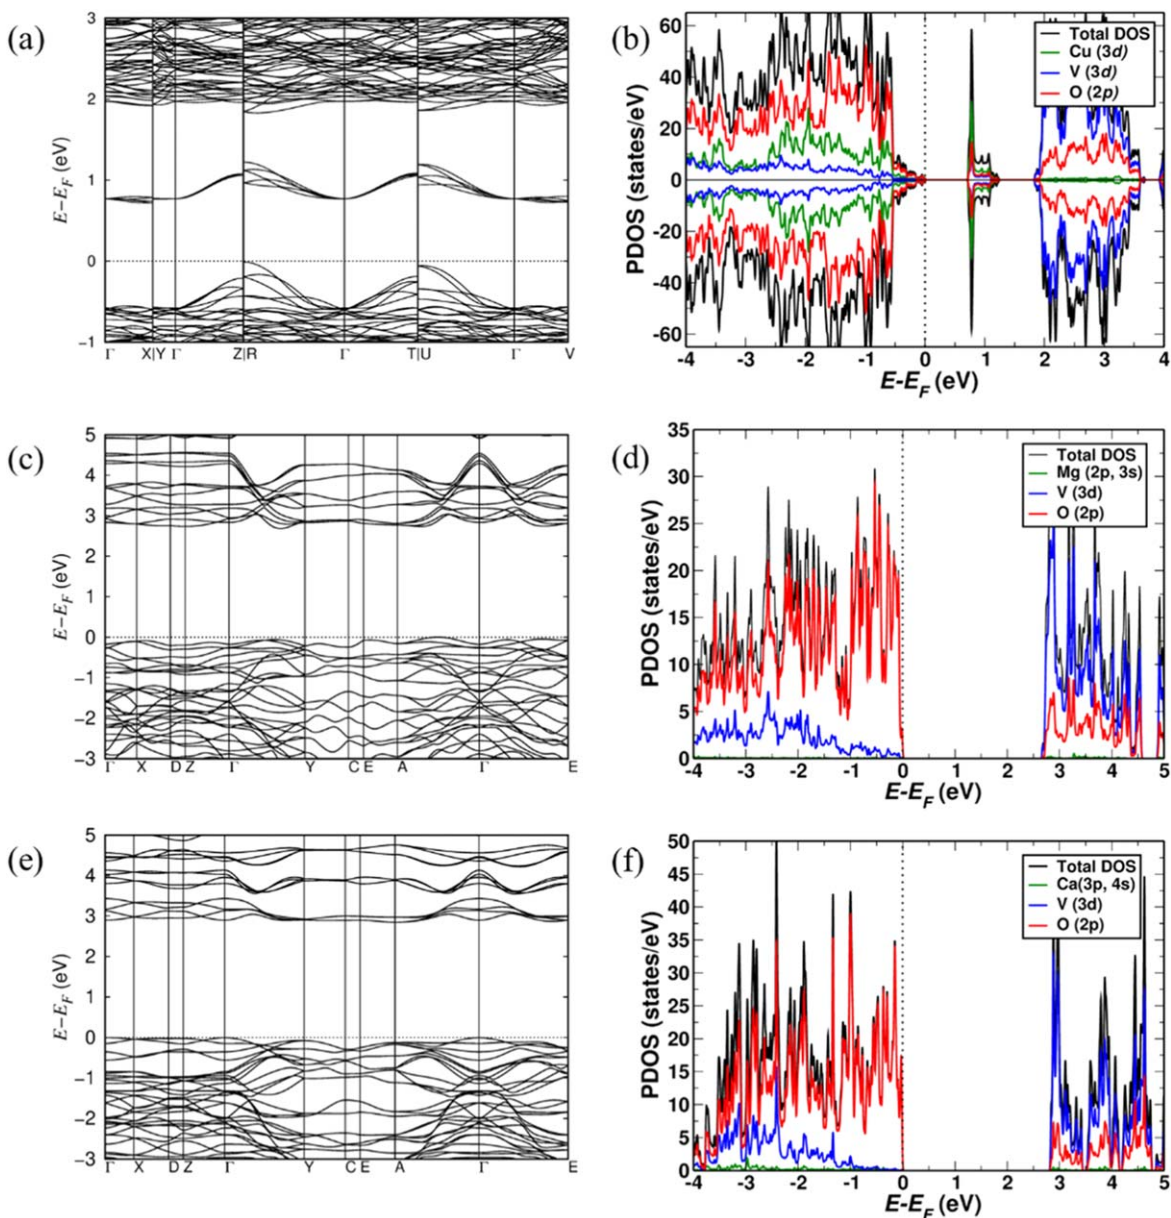 (a)
3
2
1
0
−1
E−E_F (eV)
Γ X|Y Γ Z|R Γ T|U Γ V
(b)
60
40
20
0
-20
-40
-60
PDOS (states/eV)
Total DOS
Cu (3d)
V (3d)
O (2p)
-4 -3 -2 -1 0 1 2 3 4
E-E_F (eV)
(c)
5
4
3
2
1
0
−1
−2
−3
E−E_F (eV)
Γ X D Z Γ Y C E A Γ E
(d)
35
30
25
20
15
10
5
0
PDOS (states/eV)
Total DOS
Mg (2p, 3s)
V (3d)
O (2p)
-4 -3 -2 -1 0 1 2 3 4 5
E-E_F (eV)
(e)
5
4
3
2
1
0
−1
−2
−3
E−E_F (eV)
Γ X D Z Γ Y C E A Γ E
(f)
50
45
40
35
30
25
20
15
10
5
0
PDOS (states/eV)
Total DOS
Ca(3p, 4s)
V (3d)
O (2p)
-4 -3 -2 -1 0 1 2 3 4 5
E-E_F (eV)